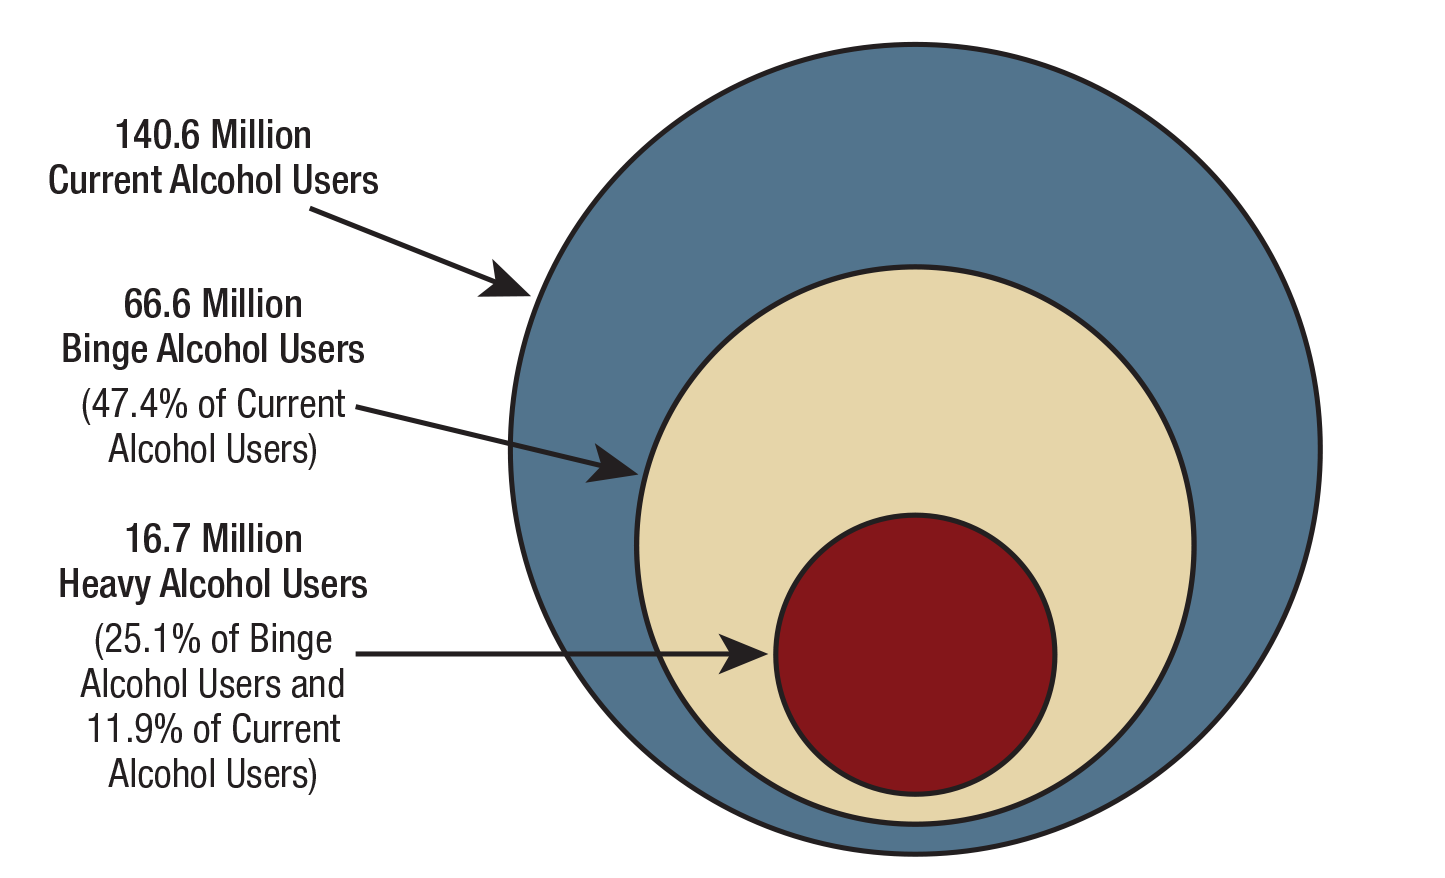 140.6 Million
Current Alcohol Users
66.6 Million
Binge Alcohol Users
(47.4% of Current
Alcohol Users)
16.7 Million
Heavy Alcohol Users
(25.1% of Binge
Alcohol Users and
11.9% of Current
Alcohol Users)